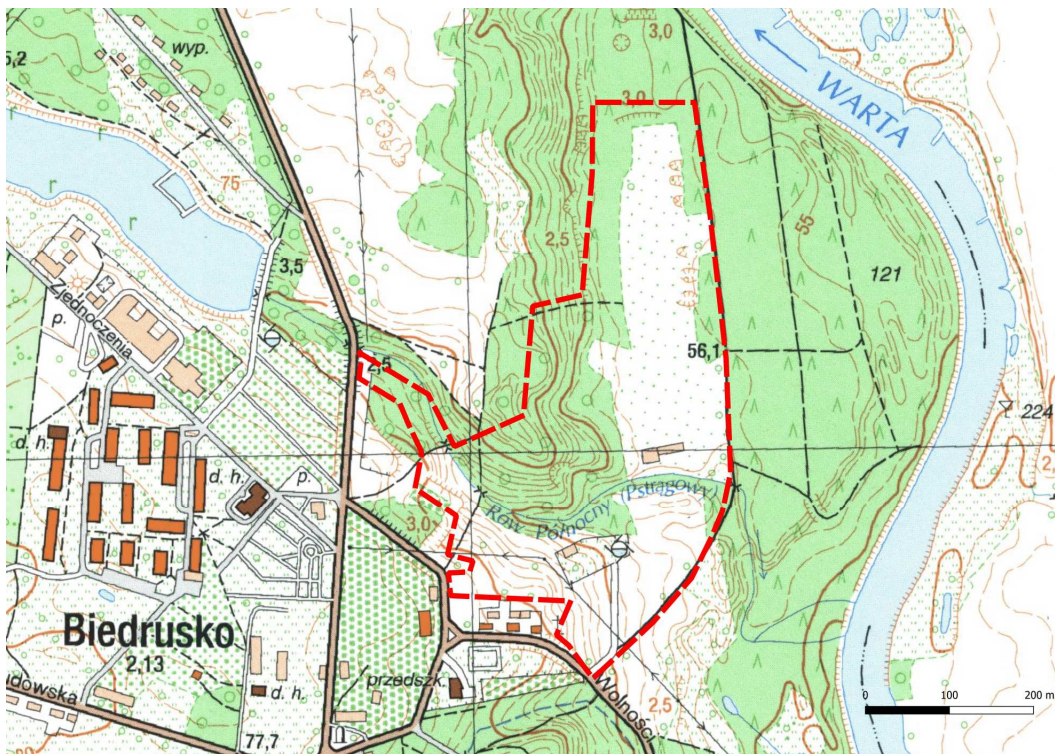 3,0
wyp.
5,2
WARTA
r
3,0
r
75
r
55
2,5
3,5
121
Zjednoczenia
p.
56,1
2,5
224
d. h.
d. h.
p.
(Pstrągowy)
Rów Północny
3,0
Biedrusko
2.13
przedszk.
d. h.
Wolności
2,5
77,7
0 100 200 m